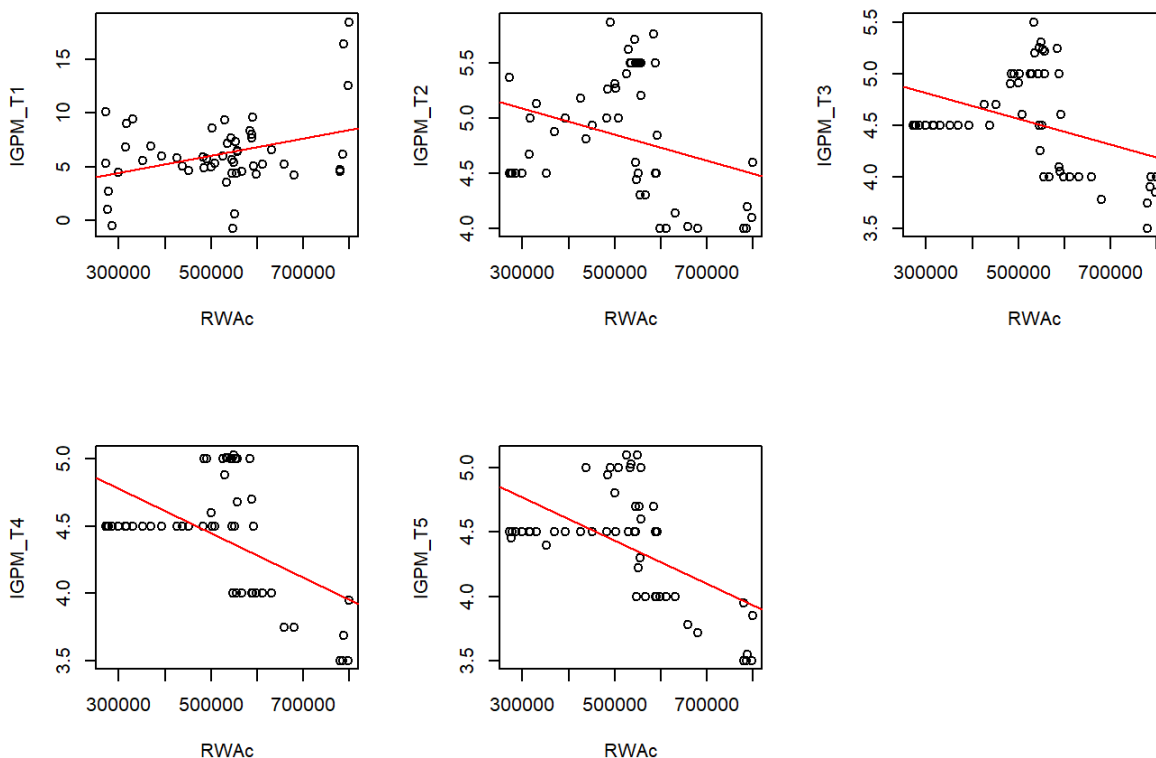 IGPM_T1
0 5 10 15
300000 500000 700000
RWAc
IGPM_T2
4.0 4.5 5.0 5.5
300000 500000 700000
RWAc
IGPM_T3
3.5 4.0 4.5 5.0 5.5
300000 500000 700000
RWAc
IGPM_T4
3.5 4.0 4.5 5.0
300000 500000 700000
RWAc
IGPM_T5
3.5 4.0 4.5 5.0
300000 500000 700000
RWAc